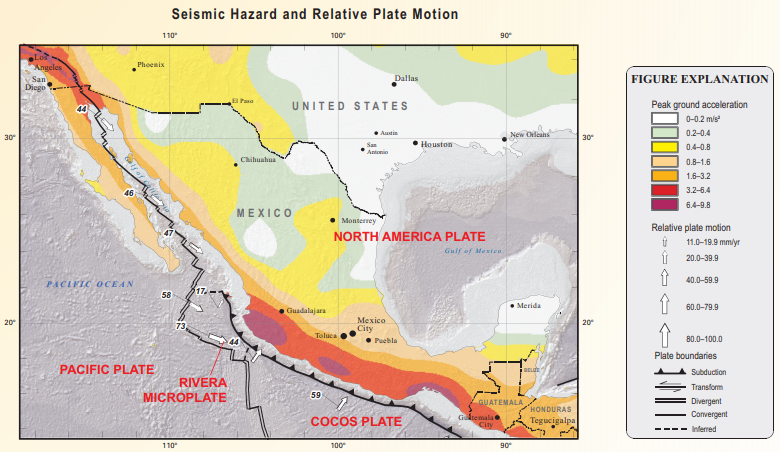 Seismic Hazard and Relative Plate Motion
110°
100°
90°
Los
Angeles
San
Diego
Phoenix
Dallas
El Paso
UNITED STATES
44
Austin
San
Antonio
Houston
New Orleans
30°
30°
Chihuahua
Gulf of California
46
MEXICO
Monterrey
47
NORTH AMERICA PLATE
Gulf of Mexico
PACIFIC OCEAN
58
17
Merida
Guadalajara
20°
20°
73
Mexico
City
Toluca
Puebla
44
PACIFIC PLATE
BELIZE
RIVERA
MICROPLATE
59
GUATEMALA
HONDURAS
COCOS PLATE
Guatemala
City
Tegucigalpa
110°
100°
90°
FIGURE EXPLANATION
Peak ground acceleration
0–0.2 m/s²
0.2–0.4
0.4–0.8
0.8–1.6
1.6–3.2
3.2–6.4
6.4–9.8
Relative plate motion
11.0–19.9 mm/yr
20.0–39.9
40.0–59.9
60.0–79.9
80.0–100.0
Plate boundaries
Subduction
Transform
Divergent
Convergent
Inferred